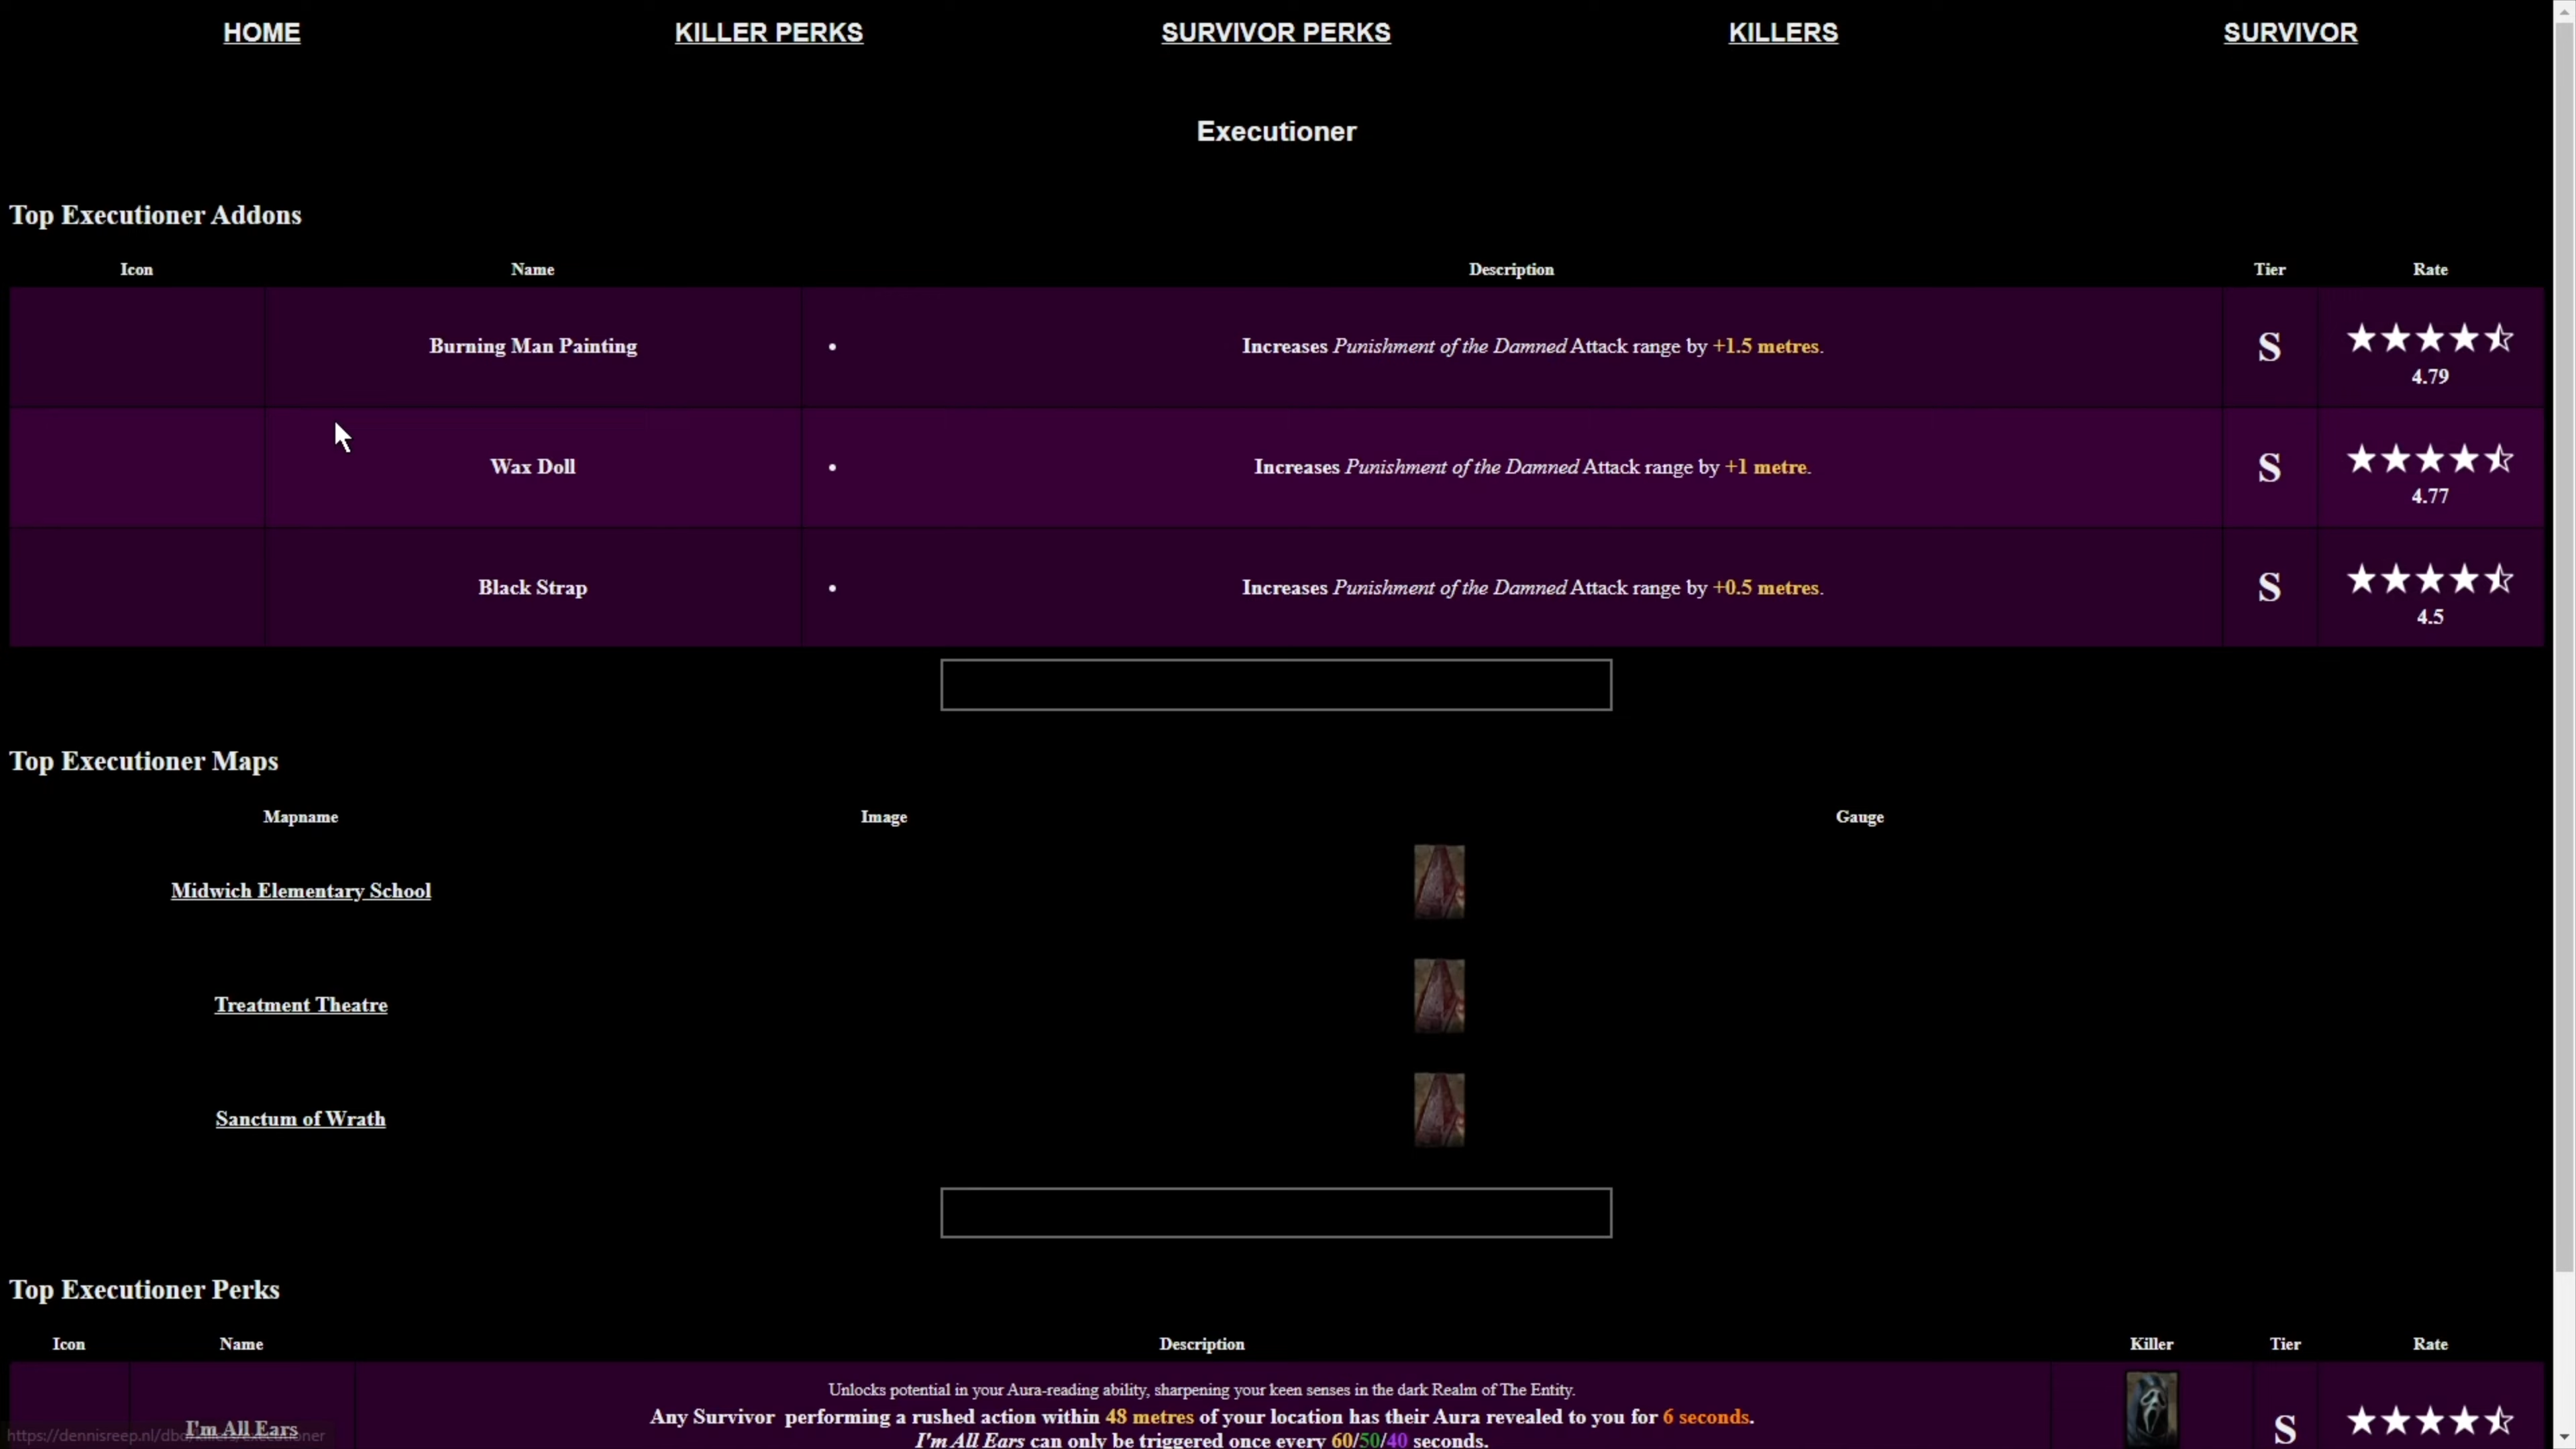 HOME KILLER PERKS SURVIVOR PERKS KILLERS SURVIVOR
Executioner
Top Executioner Addons
Icon Name Description Tier Rate
Burning Man Painting • Increases Punishment of the Damned Attack range by +1.5 metres. S ★★★★⯪
4.79
Wax Doll • Increases Punishment of the Damned Attack range by +1 metre. S ★★★★⯪
4.77
Black Strap • Increases Punishment of the Damned Attack range by +0.5 metres. S ★★★★⯪
4.5
Top Executioner Maps
Mapname Image Gauge
Midwich Elementary School
Treatment Theatre
Sanctum of Wrath
Top Executioner Perks
Icon Name Description Killer Tier Rate
Unlocks potential in your Aura-reading ability, sharpening your keen senses in the dark Realm of The Entity.
I'm All Ears Any Survivor performing a rushed action within 48 metres of your location has their Aura revealed to you for 6 seconds. S ★★★★⯪
I'm All Ears can only be triggered once every 60/50/40 seconds.
https://dennisreep.nl/dbd/killers/executioner